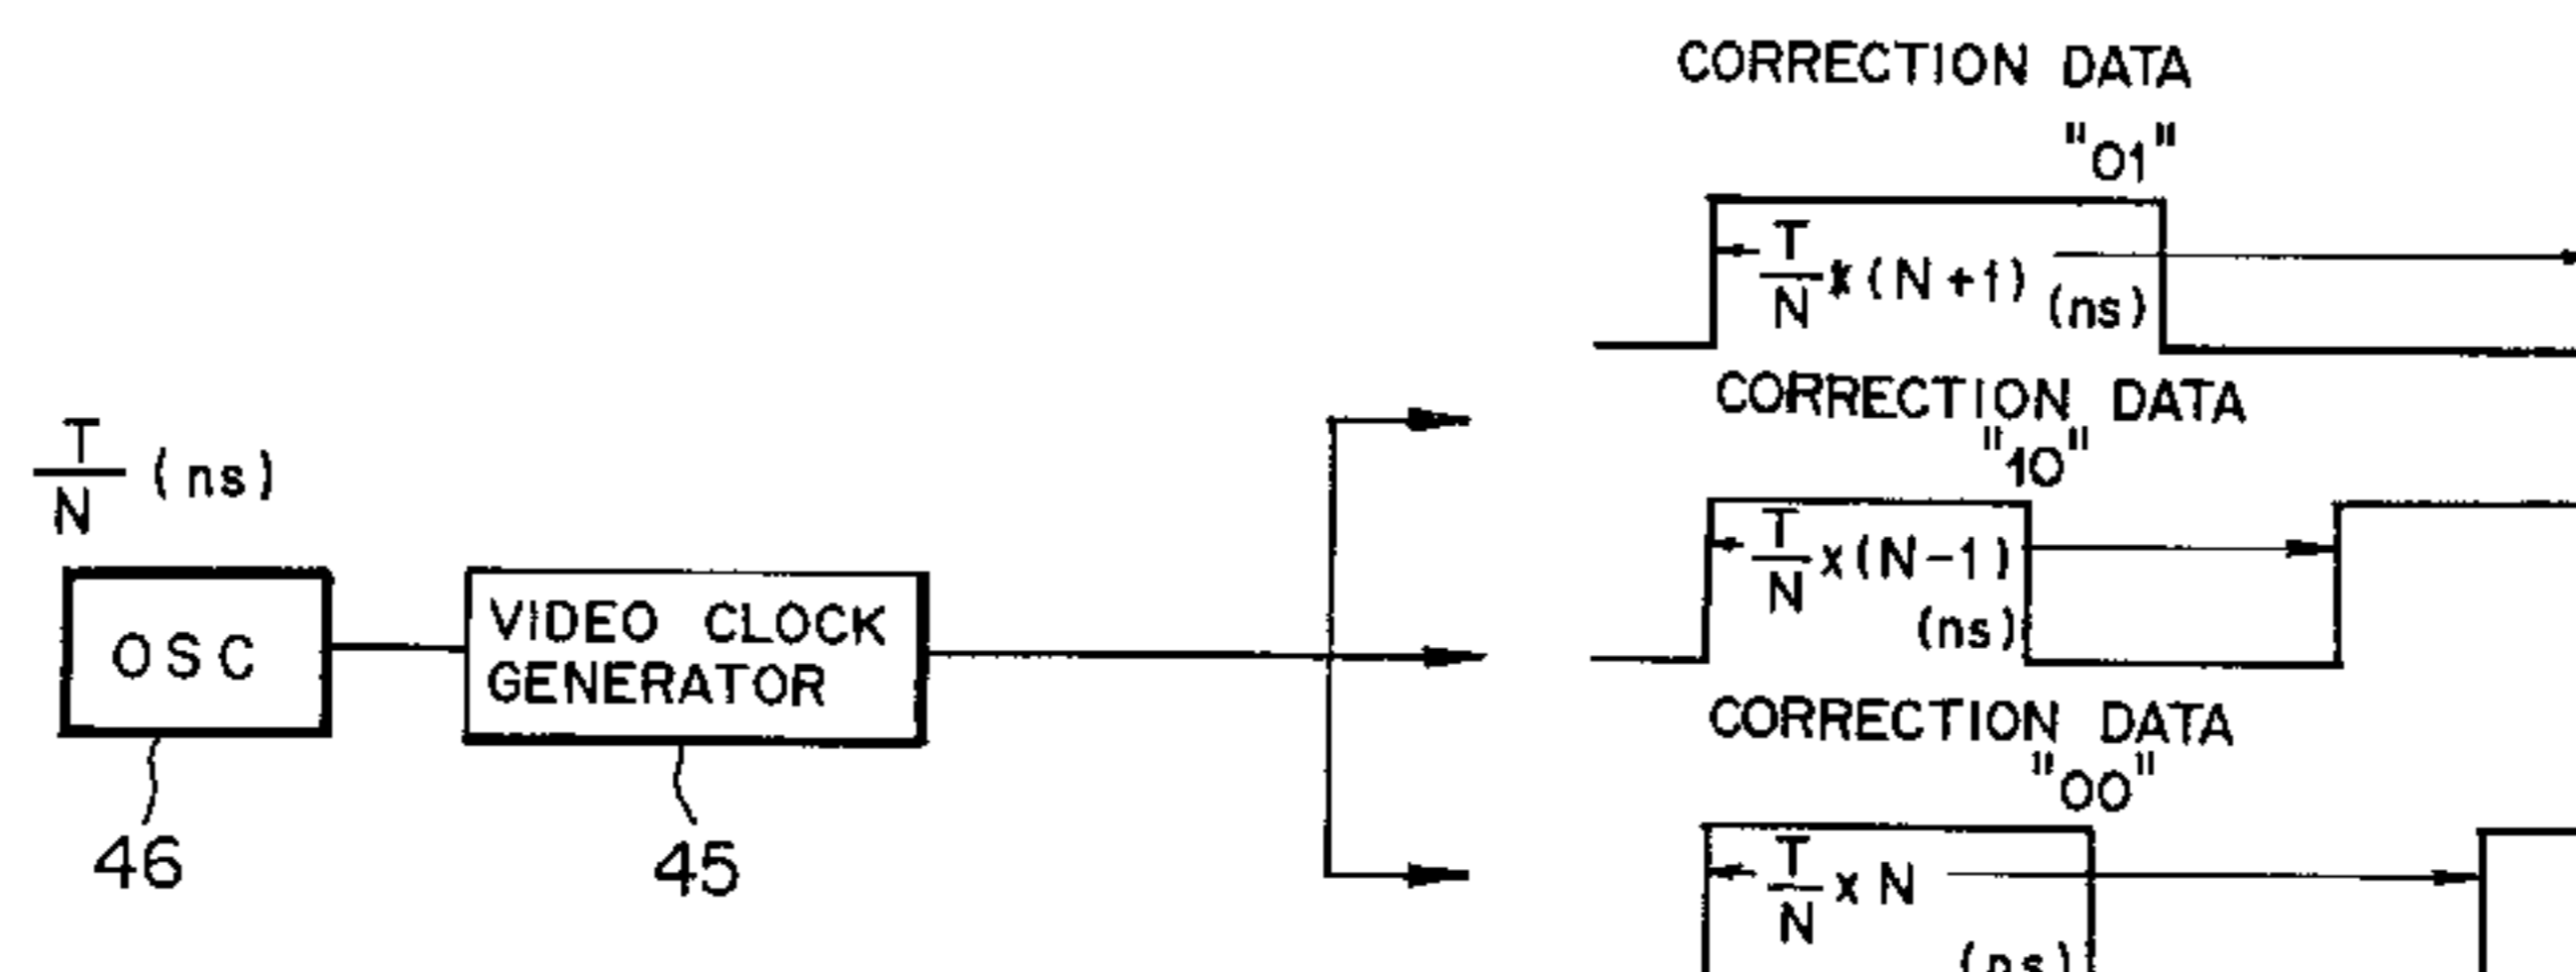 CORRECTION DATA
"01"
T/N x (N+1) (ns)
CORRECTION DATA
"10"
T/N x (N-1)
(ns)
CORRECTION DATA
"00"
T/N x N
(ns)
T/N (ns)
OSC
VIDEO CLOCK
GENERATOR
46
45